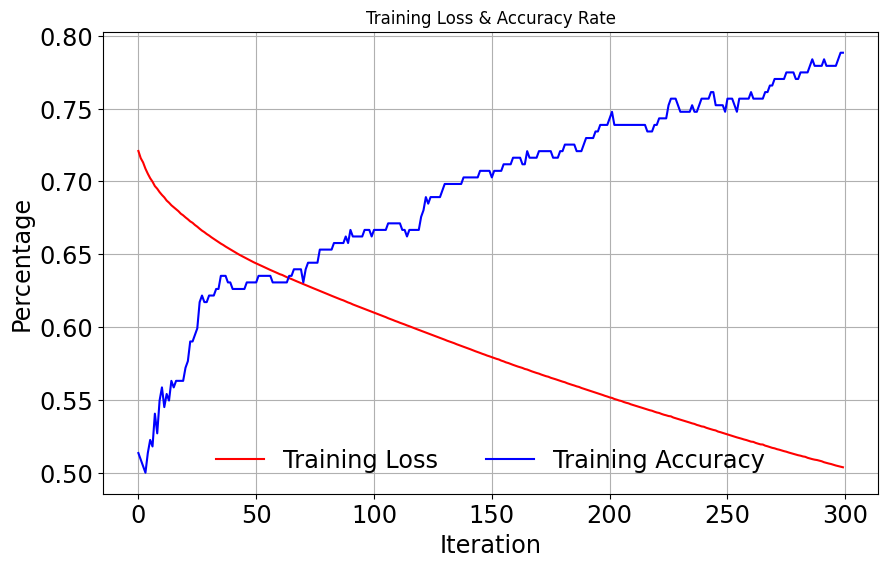 Training Loss & Accuracy Rate
0.80
0.75
0.70
0.65
0.60
0.55
0.50
Percentage
Training Loss
Training Accuracy
0
50
100
150
200
250
300
Iteration